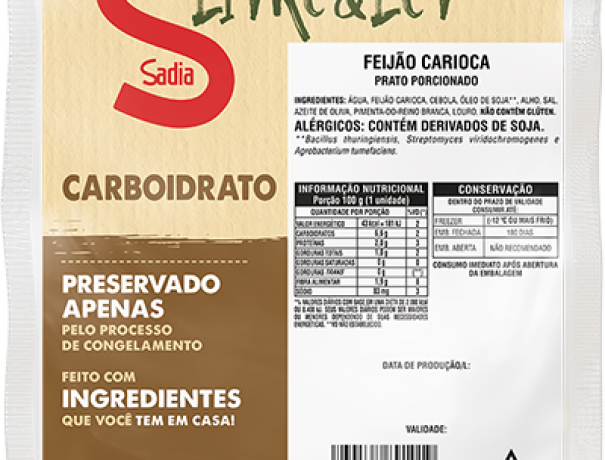 LIVRE&LEV
Sadia
CARBOIDRATO
PRESERVADO
APENAS
PELO PROCESSO
DE CONGELAMENTO
FEITO COM
INGREDIENTES
QUE VOCÊ TEM EM CASA!
FEIJÃO CARIOCA
PRATO PORCIONADO
INGREDIENTES: ÁGUA, FEIJÃO CARIOCA, CEBOLA, ÓLEO DE SOJA**, ALHO, SAL,
AZEITE DE OLIVA, PIMENTA-DO-REINO BRANCA, LOURO. NÃO CONTÉM GLÚTEN.
ALÉRGICOS: CONTÉM DERIVADOS DE SOJA.
**Bacillus thuringiensis, Streptomyces viridochromogenes e
Agrobacterium tumefaciens.
INFORMAÇÃO NUTRICIONAL
Porção 100 g (1 unidade)
QUANTIDADE POR PORÇÃO %VD (*)
VALOR ENERGÉTICO 43 kcal = 181 kJ 2
CARBOIDRATOS 5,6 g 2
PROTEÍNAS 2,8 g 3
GORDURAS TOTAIS 1,0 g 2
GORDURAS SATURADAS 0 g 0
GORDURAS TRANS 0 g (**)
FIBRA ALIMENTAR 1,9 g 8
SÓDIO 83 mg 3
*% VALORES DIÁRIOS COM BASE EM UMA DIETA DE 2.000 kcal
OU 8.400 kJ. SEUS VALORES DIÁRIOS PODEM SER MAIORES
OU MENORES DEPENDENDO DE SUAS NECESSIDADES
ENERGÉTICAS. **VD NÃO ESTABELECIDO.
CONSERVAÇÃO
DENTRO DO PRAZO DE VALIDADE
CONSUMIR ATÉ:
FREEZER (-12 °C OU MAIS FRIO)
EMB. FECHADA 180 DIAS
EMB. ABERTA NÃO RECOMENDADO
CONSUMO IMEDIATO APÓS ABERTURA
DA EMBALAGEM
DATA DE PRODUÇÃO/L:
VALIDADE: